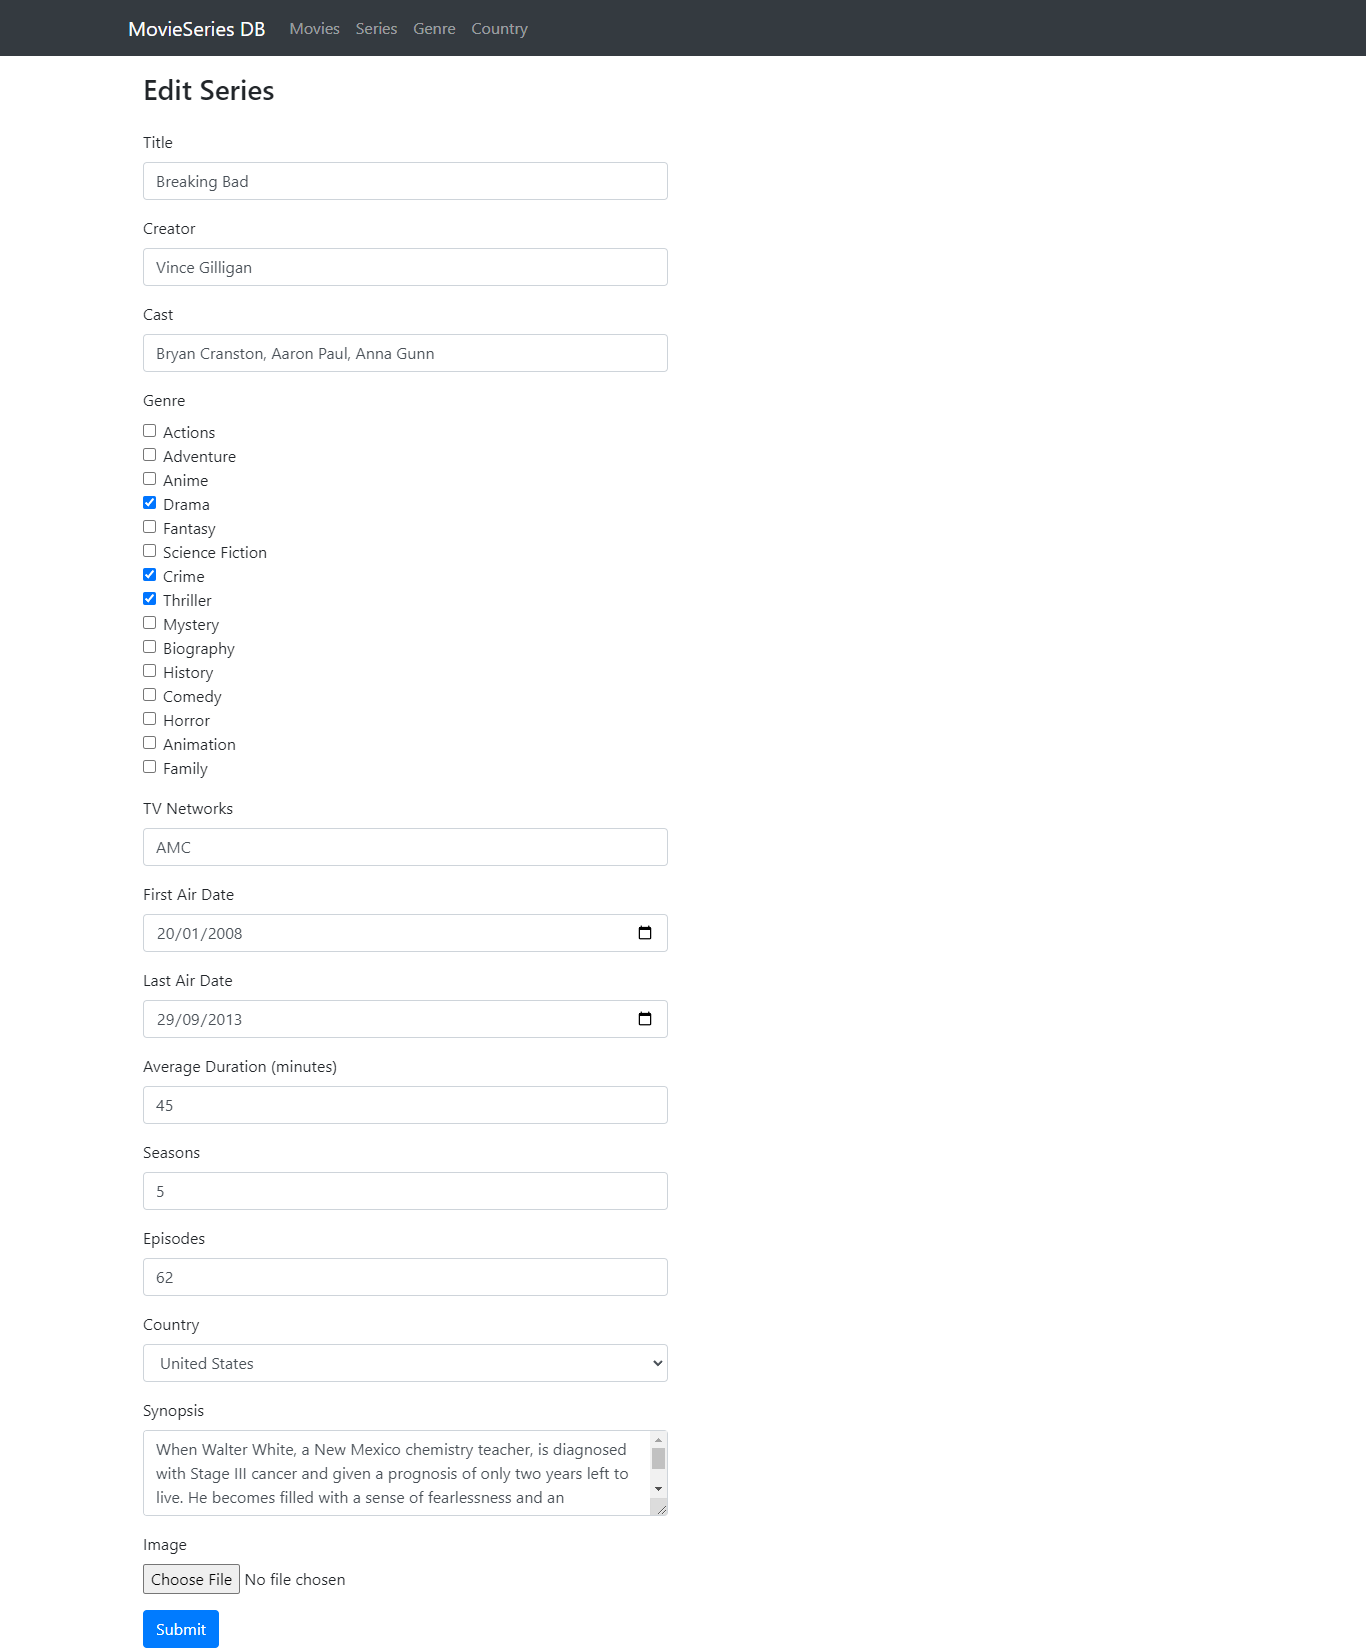 MovieSeries DB Movies Series Genre Country
Edit Series
Title
Breaking Bad
Creator
Vince Gilligan
Cast
Bryan Cranston, Aaron Paul, Anna Gunn
Genre
Actions
Adventure
Anime
Drama
Fantasy
Science Fiction
Crime
Thriller
Mystery
Biography
History
Comedy
Horror
Animation
Family
TV Networks
AMC
First Air Date
20/01/2008
Last Air Date
29/09/2013
Average Duration (minutes)
45
Seasons
5
Episodes
62
Country
United States
Synopsis
When Walter White, a New Mexico chemistry teacher, is diagnosed
with Stage III cancer and given a prognosis of only two years left to
live. He becomes filled with a sense of fearlessness and an
Image
Choose File No file chosen
Submit